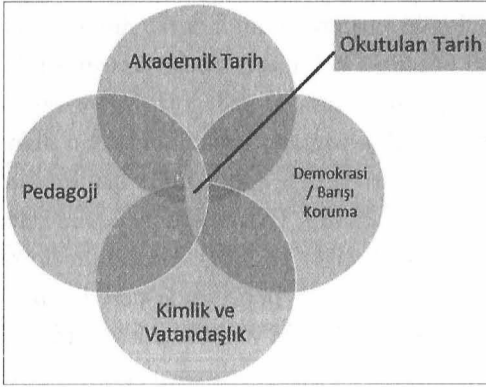 Akademik Tarih
Okutulan Tarih
Pedagoji
Demokrasi
/ Barışı
Koruma
Kimlik ve
Vatandaşlık